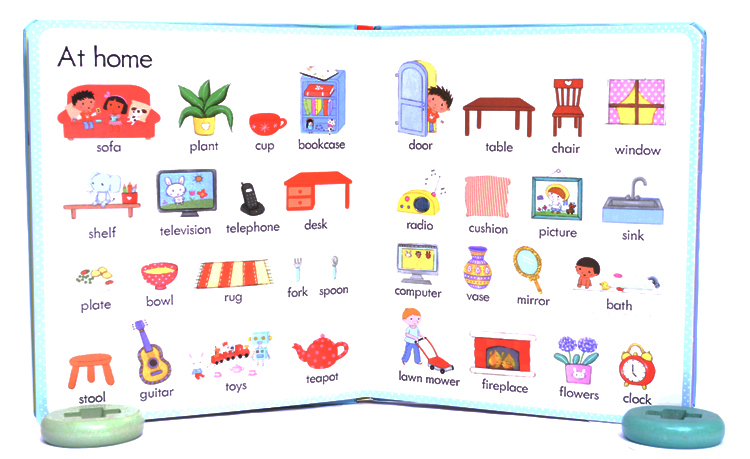 At home
sofa
plant
cup
bookcase
shelf
television
telephone
desk
plate
bowl
rug
fork
spoon
stool
guitar
toys
teapot
door
table
chair
window
radio
cushion
picture
sink
computer
vase
mirror
bath
lawn mower
fireplace
flowers
clock